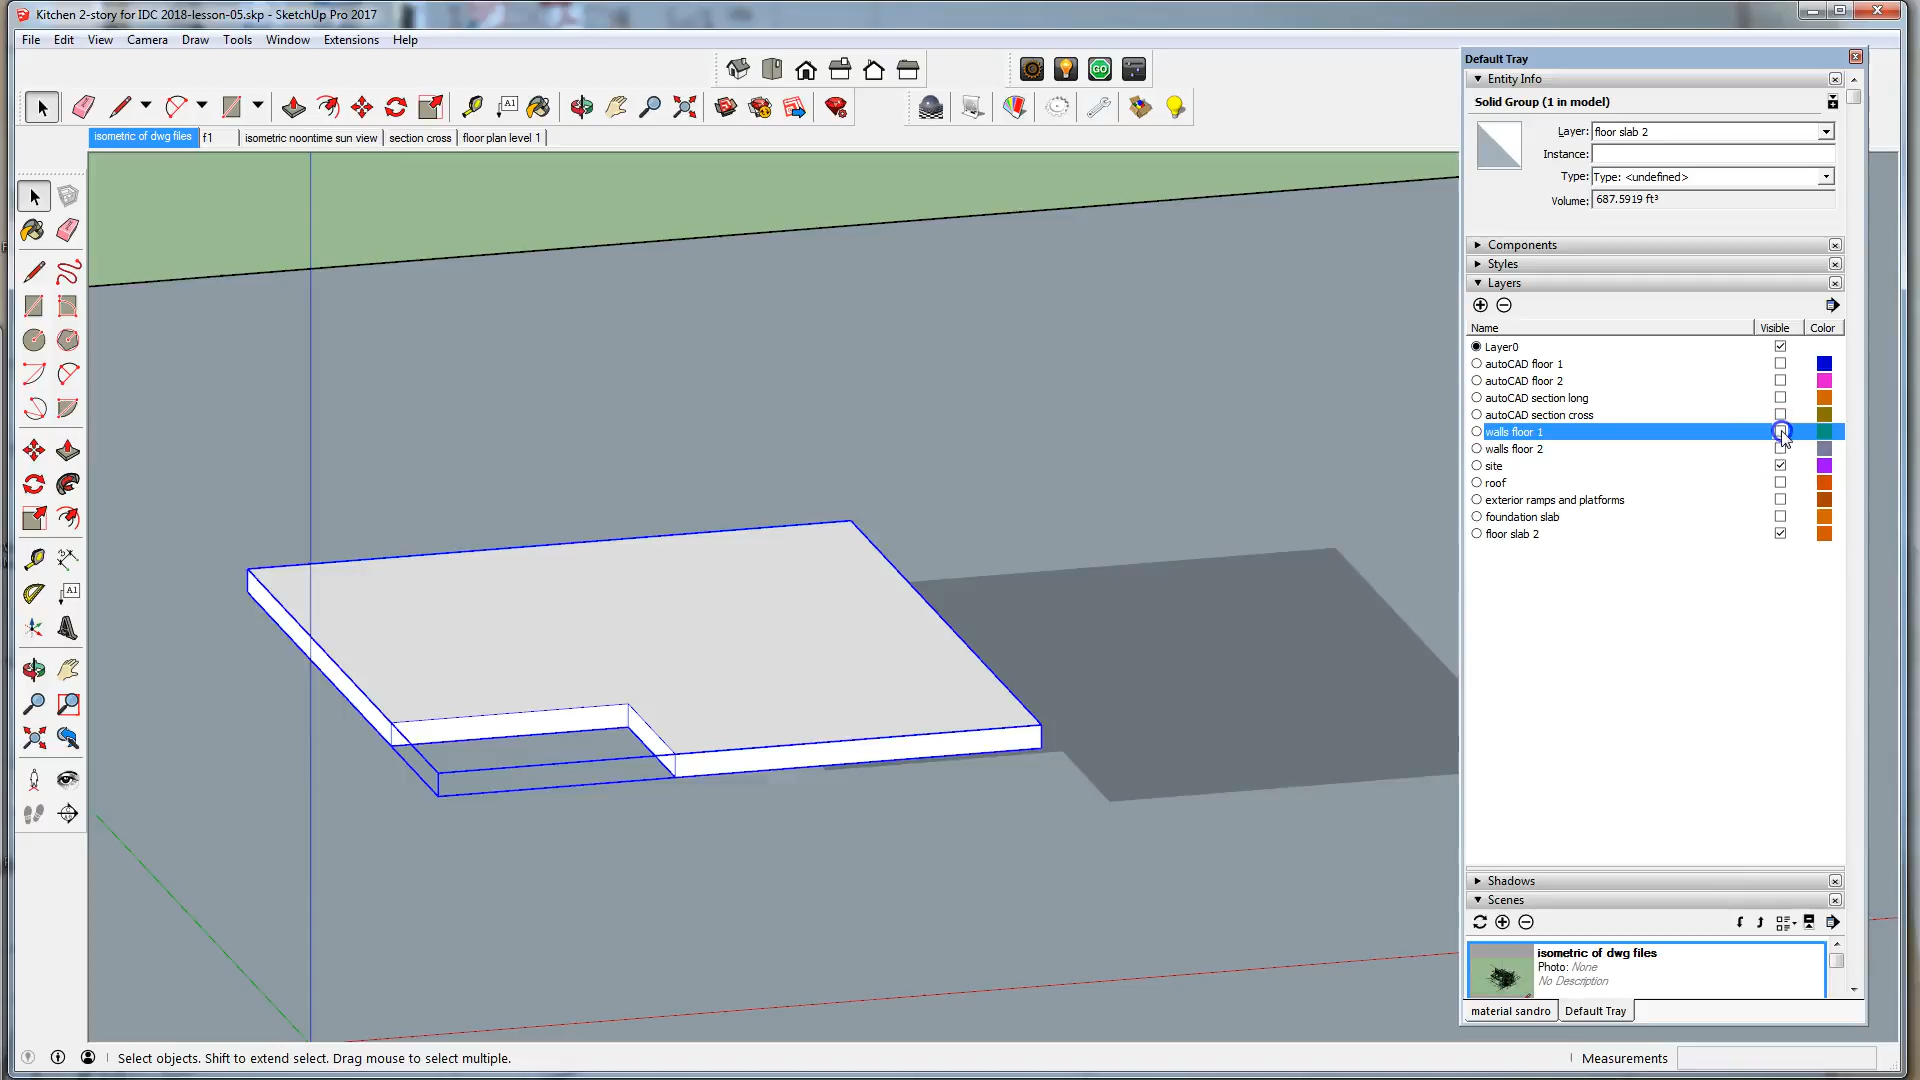 Kitchen 2-story for IDC 2018-lesson-05.skp - SketchUp Pro 2017
File Edit View Camera Draw Tools Window Extensions Help
GO
A1
isometric of dwg files f1 isometric noontime sun view section cross floor plan level 1
A1
Default Tray
Entity Info
Solid Group (1 in model)
Layer: floor slab 2
Instance:
Type: Type: <undefined>
Volume: 687.5919 ft³
Components
Styles
Layers
Name Visible Color
Layer0
autoCAD floor 1
autoCAD floor 2
autoCAD section long
autoCAD section cross
walls floor 1
walls floor 2
site
roof
exterior ramps and platforms
foundation slab
floor slab 2
Shadows
Scenes
isometric of dwg files
Photo: None
No Description
material sandro Default Tray
Select objects. Shift to extend select. Drag mouse to select multiple.
Measurements